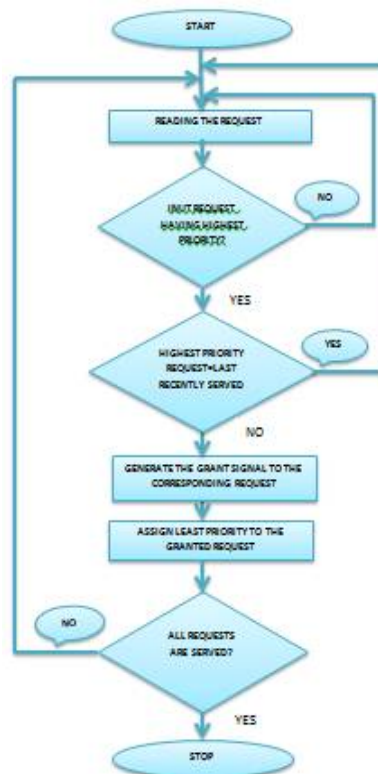 START
READING THE REQUEST
INUT REQUEST
HAVING HIGHEST
PRIORITY?
NO
YES
HIGHEST PRIORITY
REQUEST=LAST
RECENTLY SERVED
YES
NO
GENERATE THE GRANT SIGNAL TO THE
CORRESPONDING REQUEST
ASSIGN LEAST PRIORITY TO THE
GRANTED REQUEST
ALL REQUESTS
ARE SERVED?
NO
YES
STOP